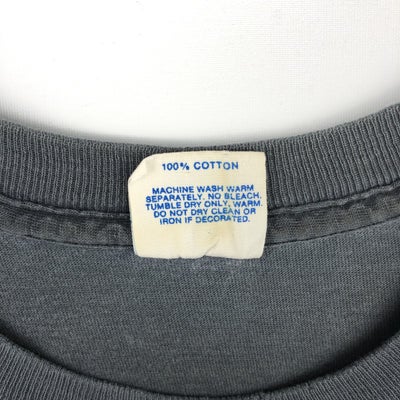 100% COTTON
MACHINE WASH WARM
SEPARATELY. NO BLEACH.
TUMBLE DRY ONLY, WARM.
DO NOT DRY CLEAN OR
IRON IF DECORATED.